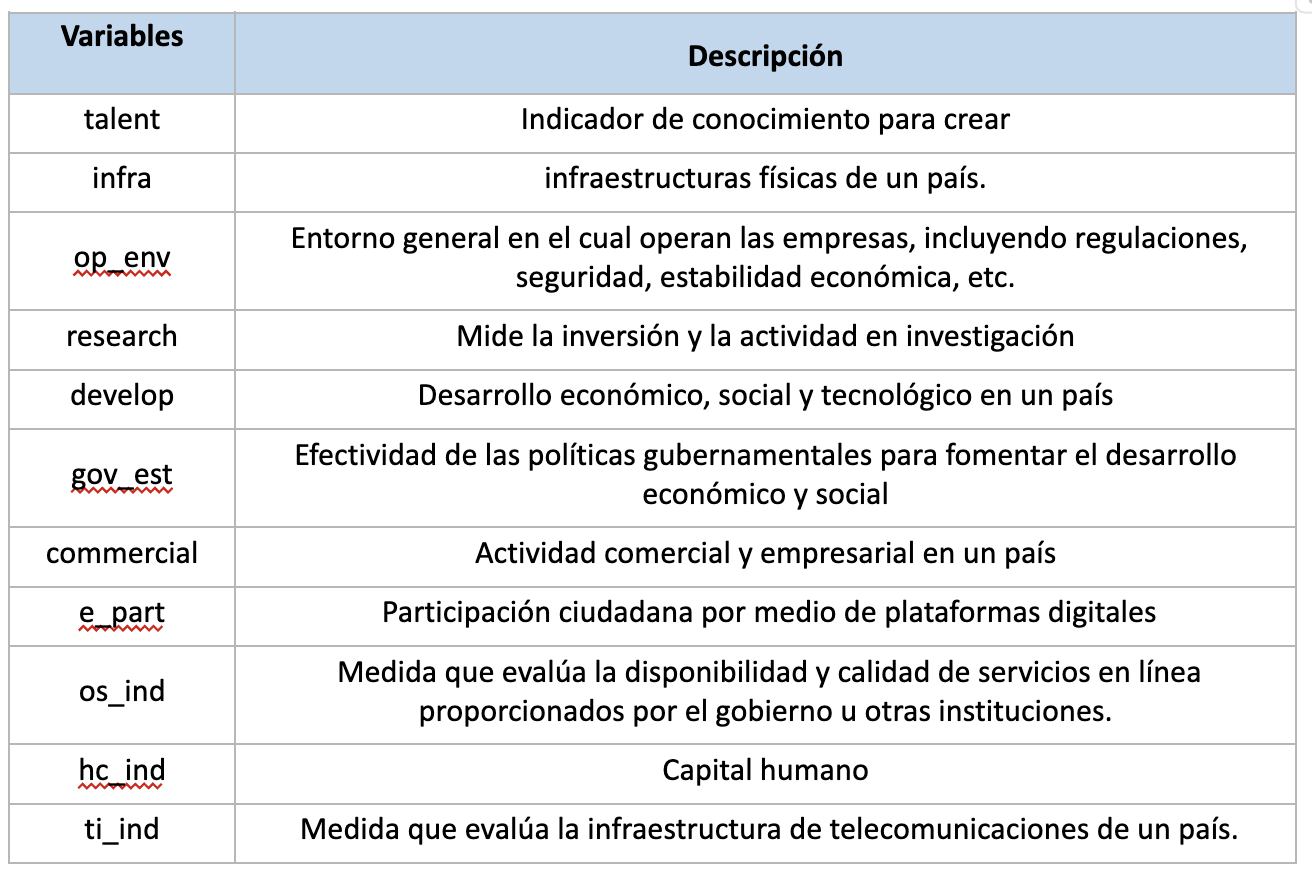 Variables
Descripción
talent
Indicador de conocimiento para crear
infra
infraestructuras físicas de un país.
op_env
Entorno general en el cual operan las empresas, incluyendo regulaciones,
seguridad, estabilidad económica, etc.
research
Mide la inversión y la actividad en investigación
develop
Desarrollo económico, social y tecnológico en un país
gov_est
Efectividad de las políticas gubernamentales para fomentar el desarrollo
económico y social
commercial
Actividad comercial y empresarial en un país
e_part
Participación ciudadana por medio de plataformas digitales
os_ind
Medida que evalúa la disponibilidad y calidad de servicios en línea
proporcionados por el gobierno u otras instituciones.
hc_ind
Capital humano
ti_ind
Medida que evalúa la infraestructura de telecomunicaciones de un país.